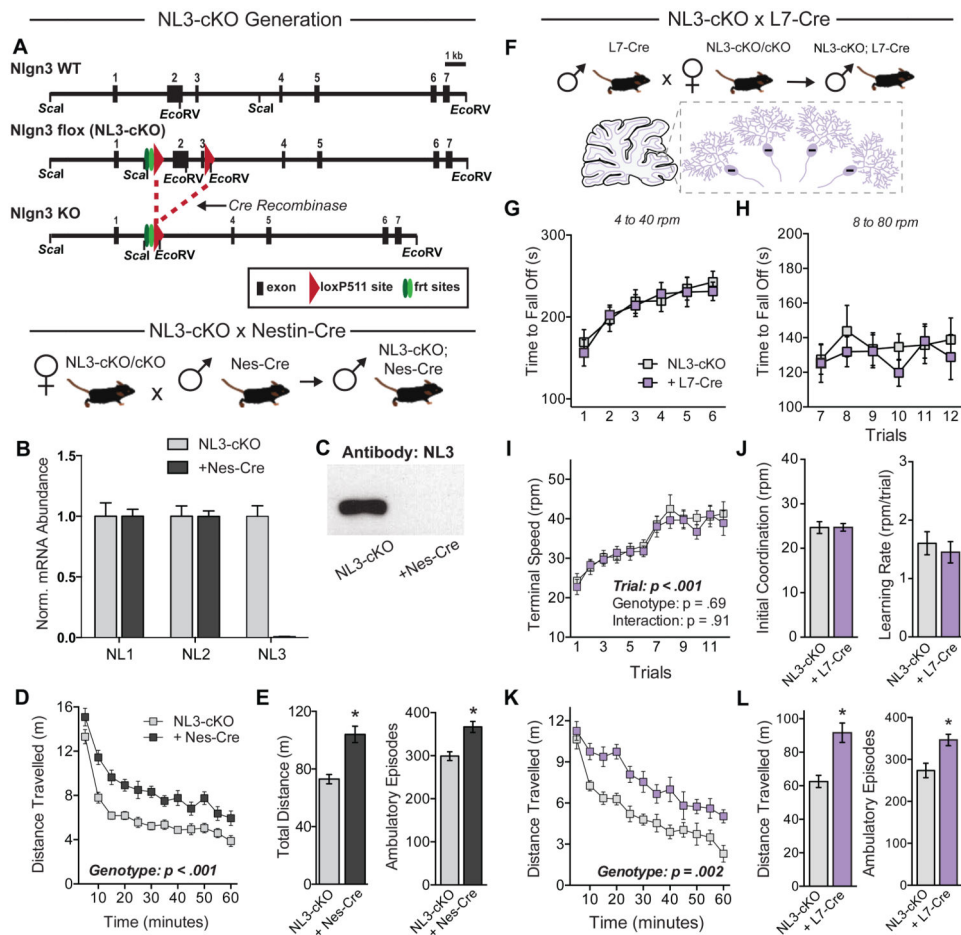 NL3-cKO Generation
A
Nlgn3 WT
1 kb
1 2 3 4 5 6 7
ScaI EcoRV ScaI EcoRV
Nlgn3 flox (NL3-cKO)
1 2 3 4 5 6 7
ScaI ScaI EcoRV EcoRV EcoRV
Cre Recombinase
Nlgn3 KO
1 4 5 6 7
ScaI ScaI EcoRV EcoRV
exon loxP511 site frt sites
NL3-cKO x Nestin-Cre
NL3-cKO/cKO x Nes-Cre NL3-cKO;
Nes-Cre
B
NL3-cKO
+Nes-Cre
Norm. mRNA Abundance
1.5
1.0
0.5
0.0
NL1 NL2 NL3
C
Antibody: NL3
NL3-cKO +Nes-Cre
D
NL3-cKO
+ Nes-Cre
Distance Travelled (m)
16
12
8
4
0
Genotype: p < .001
10 20 30 40 50 60
Time (minutes)
E
Total Distance (m)
120
80
40
0
*
NL3-cKO
+ Nes-Cre
Ambulatory Episodes
400
300
200
100
0
*
NL3-cKO
+ Nes-Cre
NL3-cKO x L7-Cre
F
L7-Cre x NL3-cKO/cKO NL3-cKO; L7-Cre
G
4 to 40 rpm
Time to Fall Off (s)
300
200
100
NL3-cKO
+ L7-Cre
1 2 3 4 5 6
H
8 to 80 rpm
Time to Fall Off (s)
200
180
160
140
120
100
7 8 9 10 11 12
Trials
I
Terminal Speed (rpm)
60
50
40
30
20
10
Trial: p < .001
Genotype: p = .69
Interaction: p = .91
1 3 5 7 9 11
Trials
J
Initial Coordination (rpm)
40
30
20
10
0
NL3-cKO
+ L7-Cre
Learning Rate (rpm/trial)
3
2
1
0
NL3-cKO
+ L7-Cre
K
Distance Travelled (m)
12
9
6
3
0
Genotype: p = .002
10 20 30 40 50 60
Time (minutes)
L
Distance Travelled (m)
100
80
60
40
20
0
*
NL3-cKO
+ L7-Cre
Ambulatory Episodes
400
200
0
*
NL3-cKO
+ L7-Cre